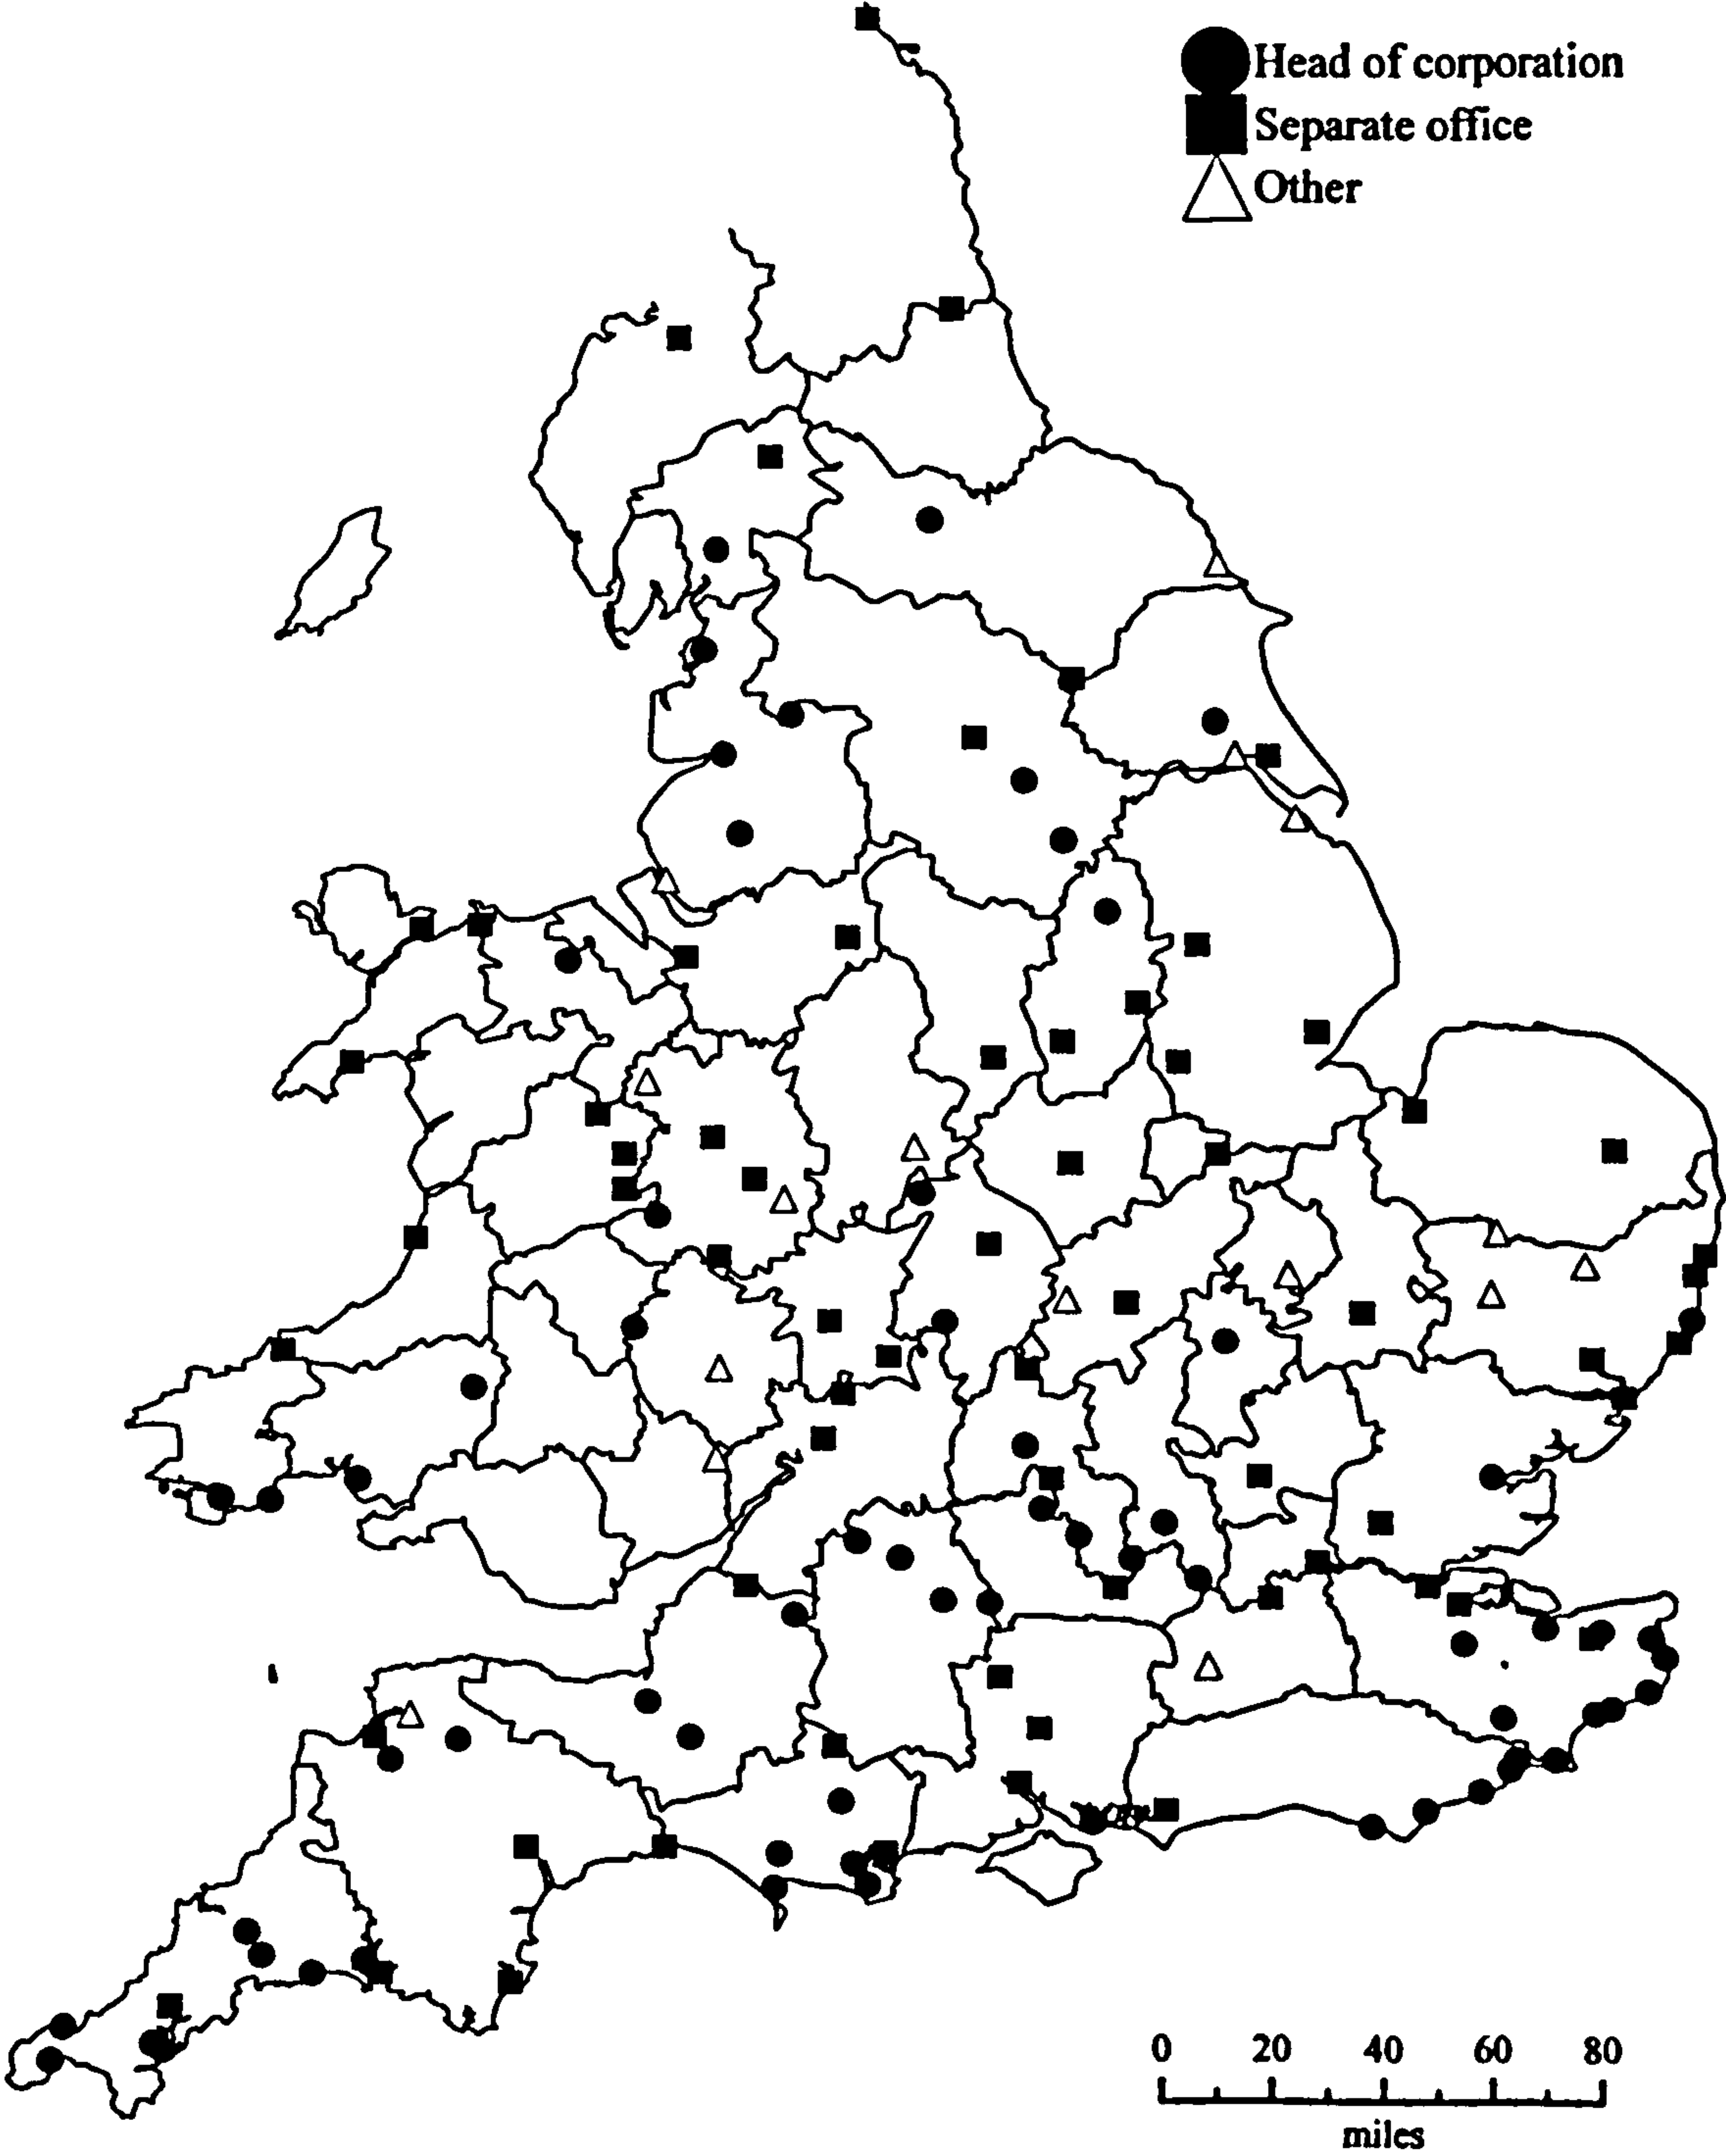 Head of corporation
Separate office
Other
0 20 40 60 80
miles